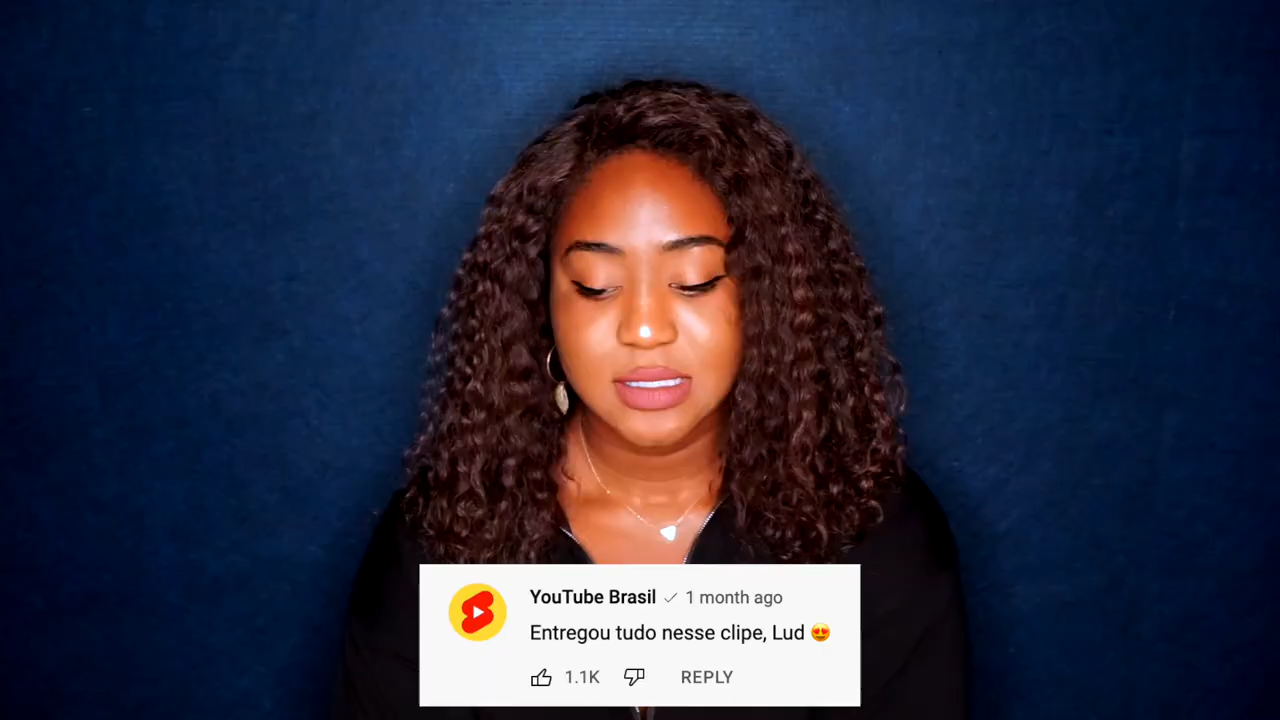 YouTube Brasil ✓ 1 month ago
Entregou tudo nesse clipe, Lud 😍
1.1K REPLY